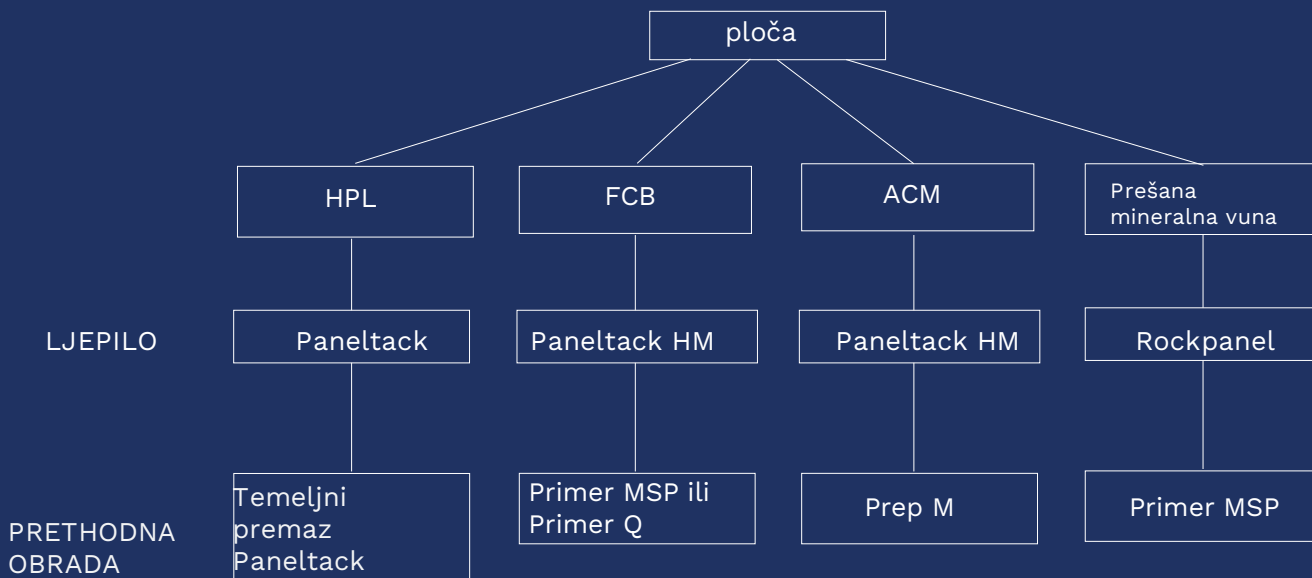 ploča
HPL
FCB
ACM
Prešana
mineralna vuna
LJEPILO
Paneltack
Paneltack HM
Paneltack HM
Rockpanel
PRETHODNA
OBRADA
Temeljni
premaz
Paneltack
Primer MSP ili
Primer Q
Prep M
Primer MSP